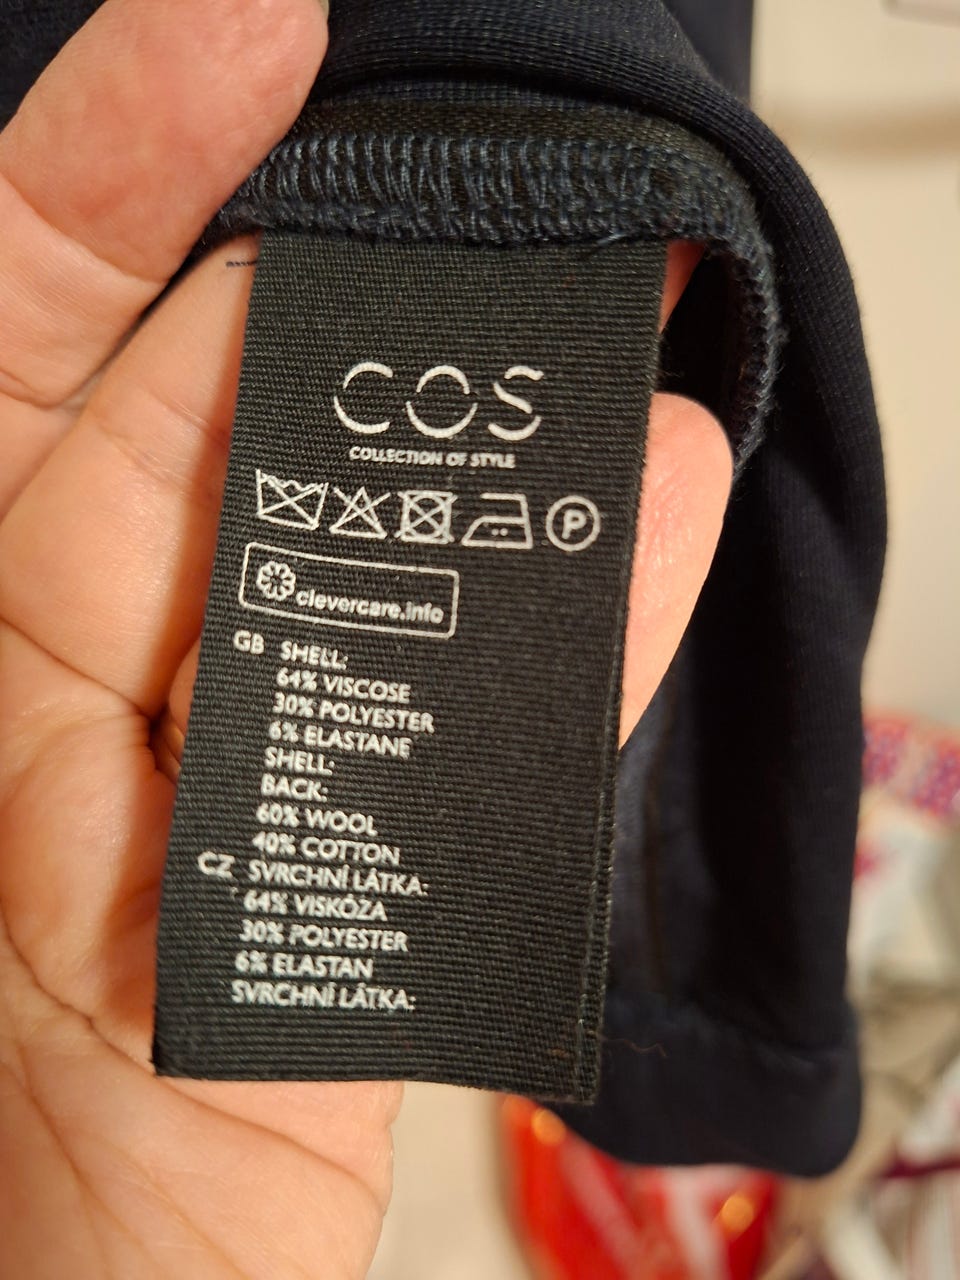 COS
COLLECTION OF STYLE
P
clevercare.info
GB SHELL:
64% VISCOSE
30% POLYESTER
6% ELASTANE
SHELL:
BACK:
60% WOOL
40% COTTON
CZ SVRCHNÍ LÁTKA:
64% VISKÓZA
30% POLYESTER
6% ELASTAN
SVRCHNÍ LÁTKA: